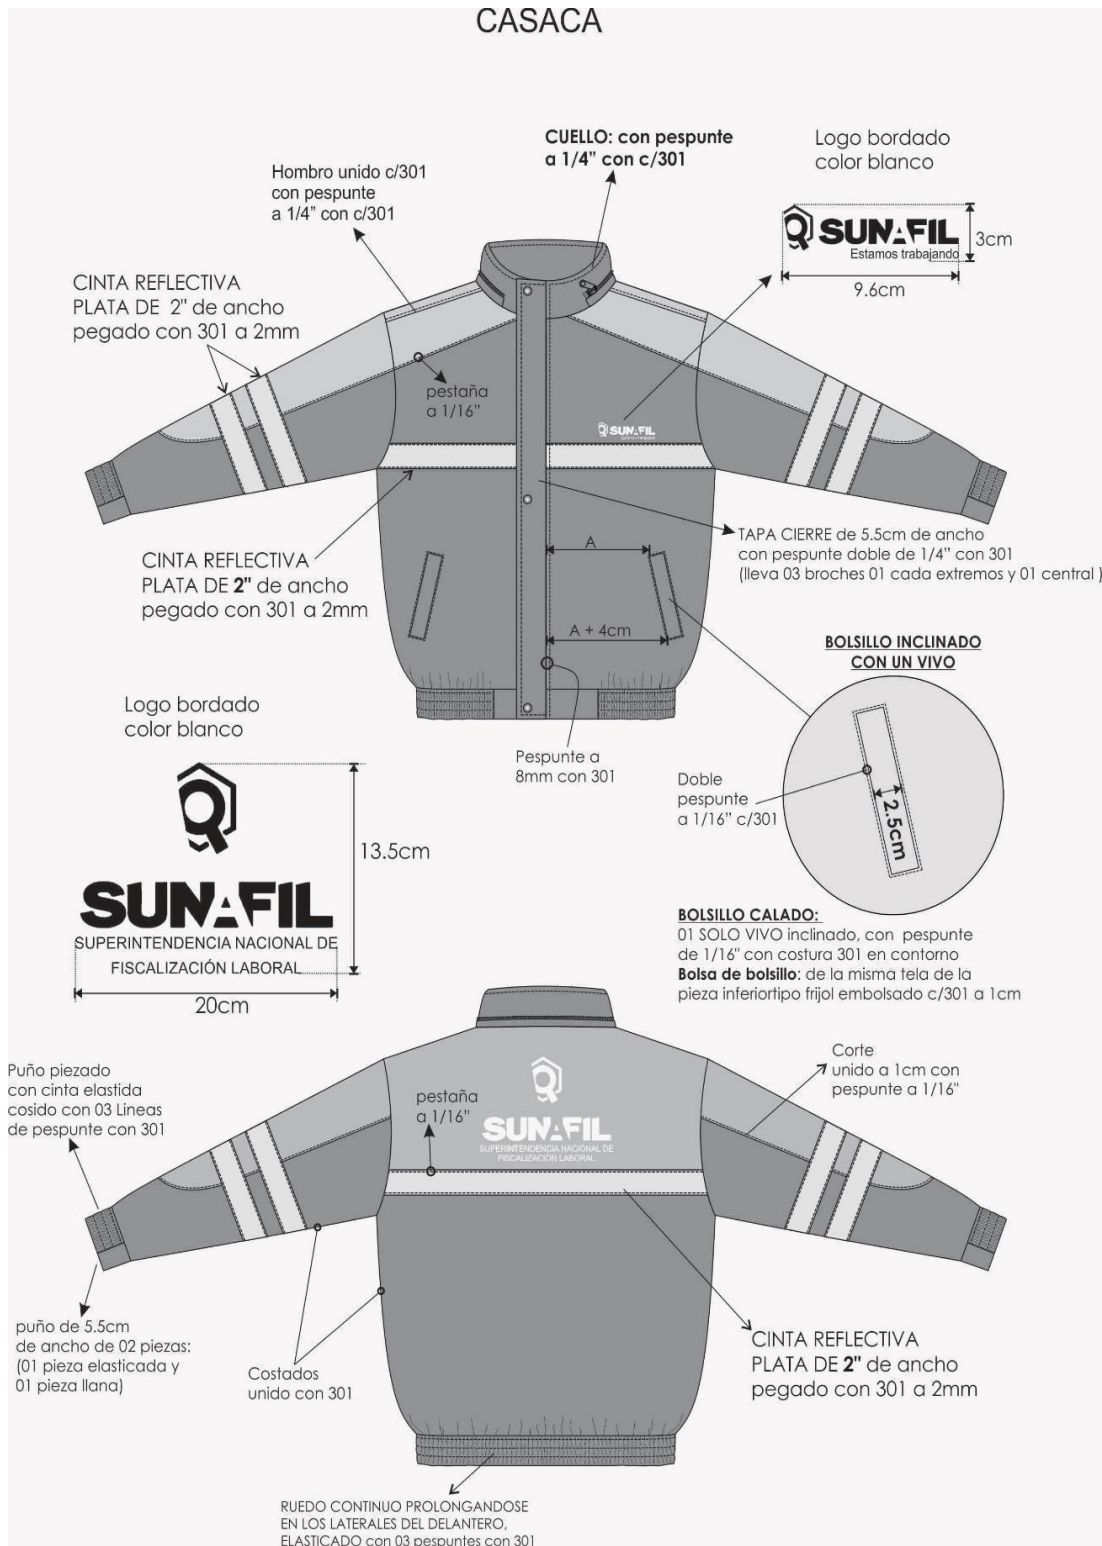 CASACA
CUELLO: con pespunte
a 1/4" con c/301
Logo bordado
color blanco
Hombro unido c/301
con pespunte
a 1/4" con c/301
SUNAFIL
Estamos trabajando
3cm
9.6cm
CINTA REFLECTIVA
PLATA DE 2" de ancho
pegado con 301 a 2mm
pestaña
a 1/16"
SUNAFIL
TAPA CIERRE de 5.5cm de ancho
con pespunte doble de 1/4" con 301
(lleva 03 broches 01 cada extremos y 01 central )
A
CINTA REFLECTIVA
PLATA DE 2" de ancho
pegado con 301 a 2mm
A + 4cm
BOLSILLO INCLINADO
CON UN VIVO
Logo bordado
color blanco
Pespunte a
8mm con 301
Doble
pespunte
a 1/16" c/301
2.5cm
13.5cm
SUNAFIL
SUPERINTENDENCIA NACIONAL DE
FISCALIZACIÓN LABORAL
20cm
BOLSILLO CALADO:
01 SOLO VIVO inclinado, con pespunte
de 1/16" con costura 301 en contorno
Bolsa de bolsillo: de la misma tela de la
pieza inferiortipo frijol embolsado c/301 a 1cm
Puño piezado
con cinta elastida
cosido con 03 Lineas
de pespunte con 301
pestaña
a 1/16"
SUNAFIL
SUPERINTENDENCIA NACIONAL DE
FISCALIZACIÓN LABORAL
Corte
unido a 1cm con
pespunte a 1/16"
puño de 5.5cm
de ancho de 02 piezas:
(01 pieza elasticada y
01 pieza llana)
Costados
unido con 301
CINTA REFLECTIVA
PLATA DE 2" de ancho
pegado con 301 a 2mm
RUEDO CONTINUO PROLONGANDOSE
EN LOS LATERALES DEL DELANTERO,
ELASTICADO con 03 pespuntes con 301